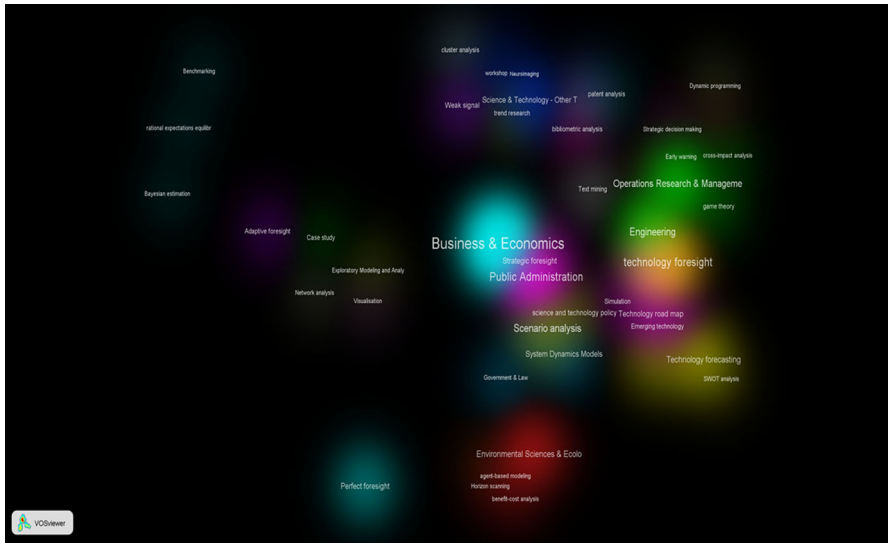 cluster analysis
Benchmarking
workshop
Neuroimaging
Dynamic programming
patent analysis
Science & Technology - Other T
Weak signal
trend research
rational expectations equilibr
bibliometric analysis
Strategic decision making
Early warning
cross-impact analysis
Operations Research & Manageme
Text mining
Bayesian estimation
game theory
Adaptive foresight
Engineering
Case study
Business & Economics
Strategic foresight
technology foresight
Exploratory Modeling and Analy
Public Administration
Network analysis
Visualisation
Simulation
science and technology policy
Technology road map
Emerging technology
Scenario analysis
System Dynamics Models
Technology forecasting
Government & Law
SWOT analysis
Environmental Sciences & Ecolo
agent-based modeling
Perfect foresight
Horizon scanning
benefit-cost analysis
VOSviewer